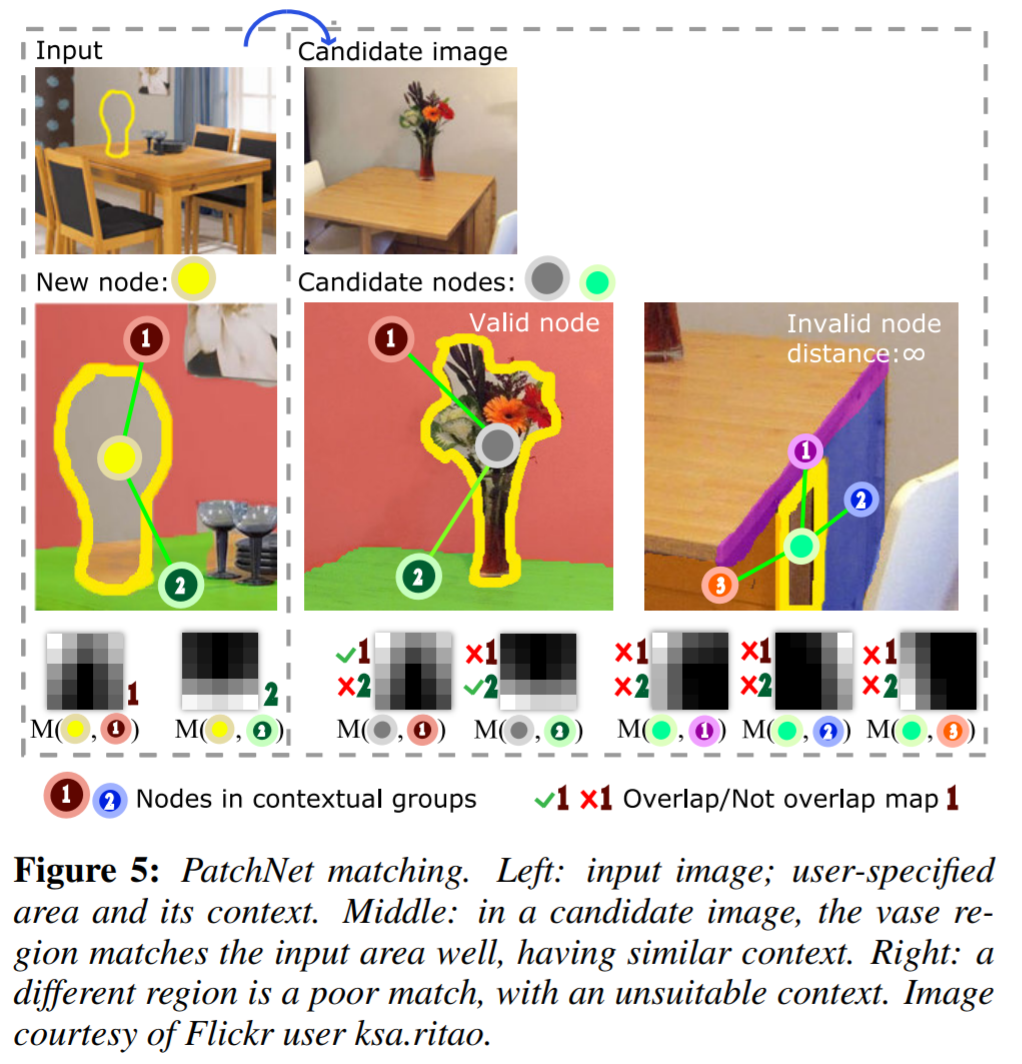 Input
Candidate image
New node:
Candidate nodes:
Valid node
Invalid node
distance:∞
1
2
1
2
1
2
3
1
2
✓1
×2
×1
✓2
×1
×2
×1
×2
×1
×2
M( , 1)
M( , 2)
M( , 1)
M( , 2)
M( , 1)
M( , 2)
M( , 3)
1 2 Nodes in contextual groups
✓1 ×1 Overlap/Not overlap map 1
Figure 5: PatchNet matching. Left: input image; user-specified
area and its context. Middle: in a candidate image, the vase re-
gion matches the input area well, having similar context. Right: a
different region is a poor match, with an unsuitable context. Image
courtesy of Flickr user ksa.ritao.